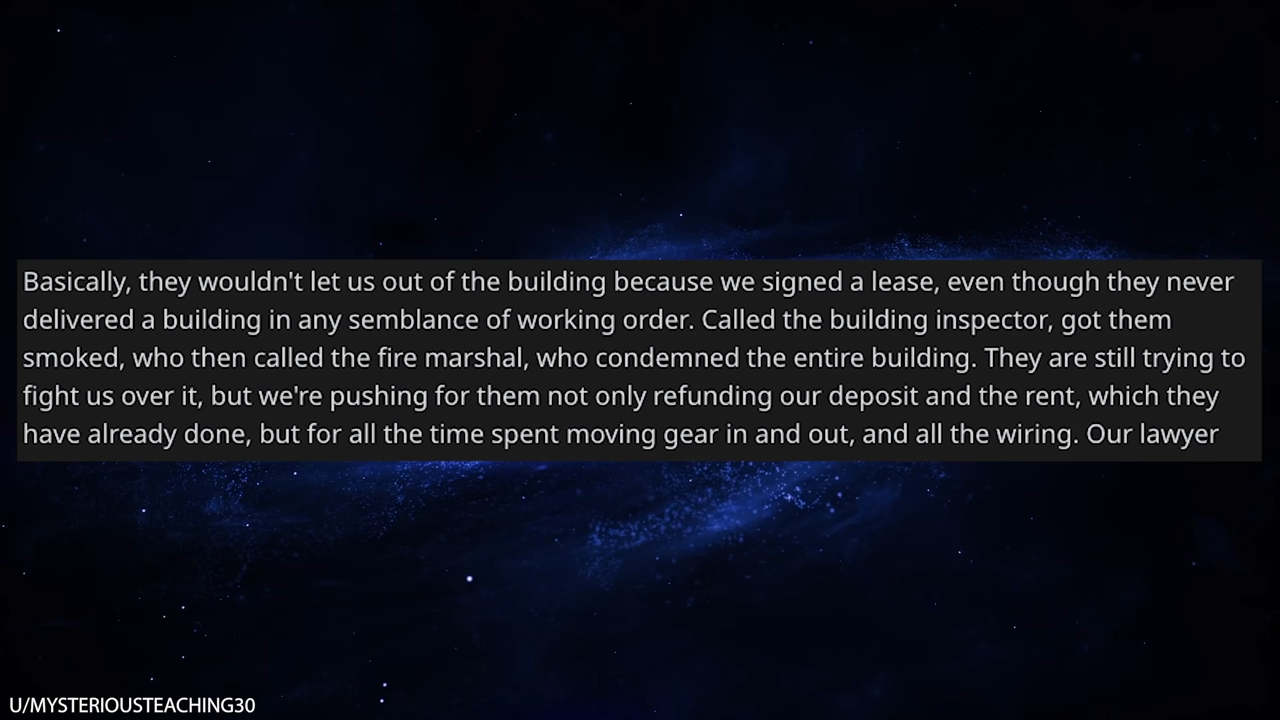 Basically, they wouldn't let us out of the building because we signed a lease, even though they never
delivered a building in any semblance of working order. Called the building inspector, got them
smoked, who then called the fire marshal, who condemned the entire building. They are still trying to
fight us over it, but we're pushing for them not only refunding our deposit and the rent, which they
have already done, but for all the time spent moving gear in and out, and all the wiring. Our lawyer
U/MYSTERIOUSTEACHING30